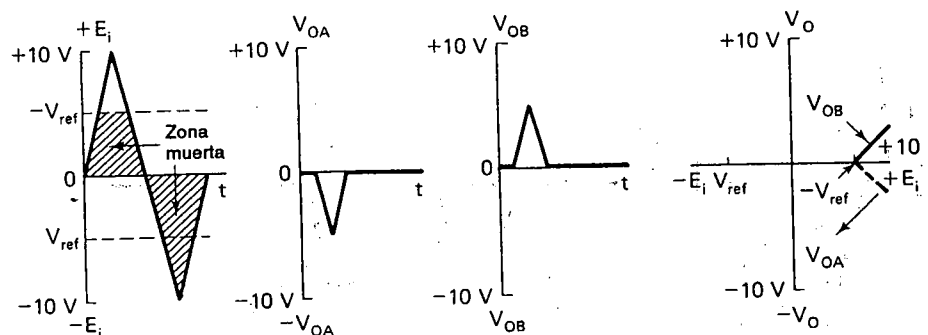 +E_i
+10 V
-V_ref
Zona
muerta
0
t
V_ref
-10 V
-E_i
V_OA
+10 V
0
t
-10 V
-V_OA
V_OB
+10 V
0
t
-10 V
V_OB
V_O
+10 V
V_OB
+10
-E_i V_ref
-V_ref
+E_i
V_OA
-10 V
-V_O